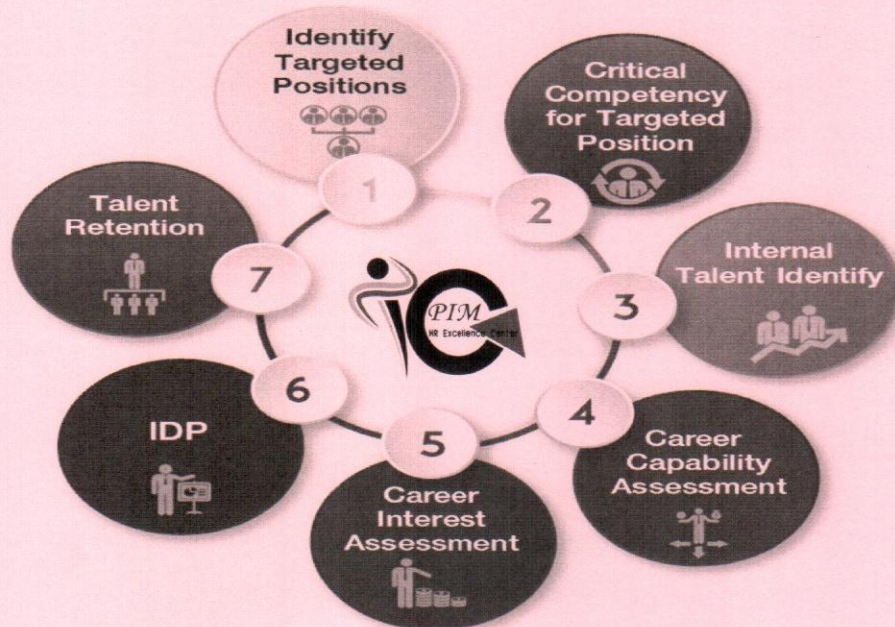 Identify
Targeted
Positions
1
Critical
Competency
for Targeted
Position
2
Internal
Talent Identify
3
Career
Capability
Assessment
4
Career
Interest
Assessment
5
IDP
6
Talent
Retention
7
PIM
HR Excellence Center